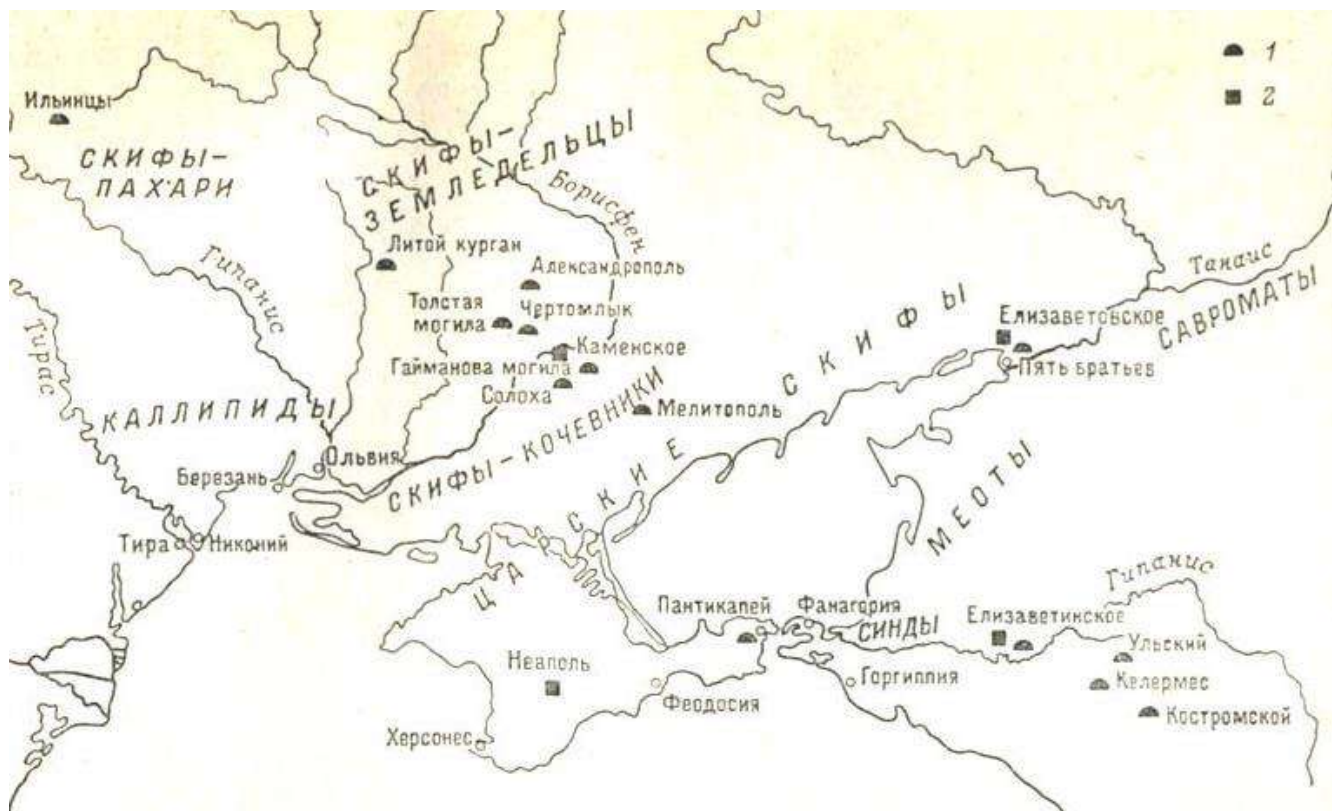 1
2
Ильинцы
СКИФЫ-
ПАХАРИ
СКИФЫ-
ЗЕМЛЕДЕЛЬЦЫ
Борисфен
Литой курган
Гипанис
Александрополь
Толстая
могила
Чертомлык
Тирас
Каменское
Гайманова могила
Солоха
Мелитополь
КАЛЛИПИДЫ
Ольвия
Березань
СКИФЫ-КОЧЕВНИКИ
Тира
Никоний
ЦАРСКИЕ СКИФЫ
Танаис
САВРОМАТЫ
Елизаветовское
Пять братьев
МЕОТЫ
Гипанис
Пантикапей
Фанагория
СИНДЫ
Елизаветинское
Ульский
Келермес
Костромской
Горгиппия
Неаполь
Феодосия
Херсонес